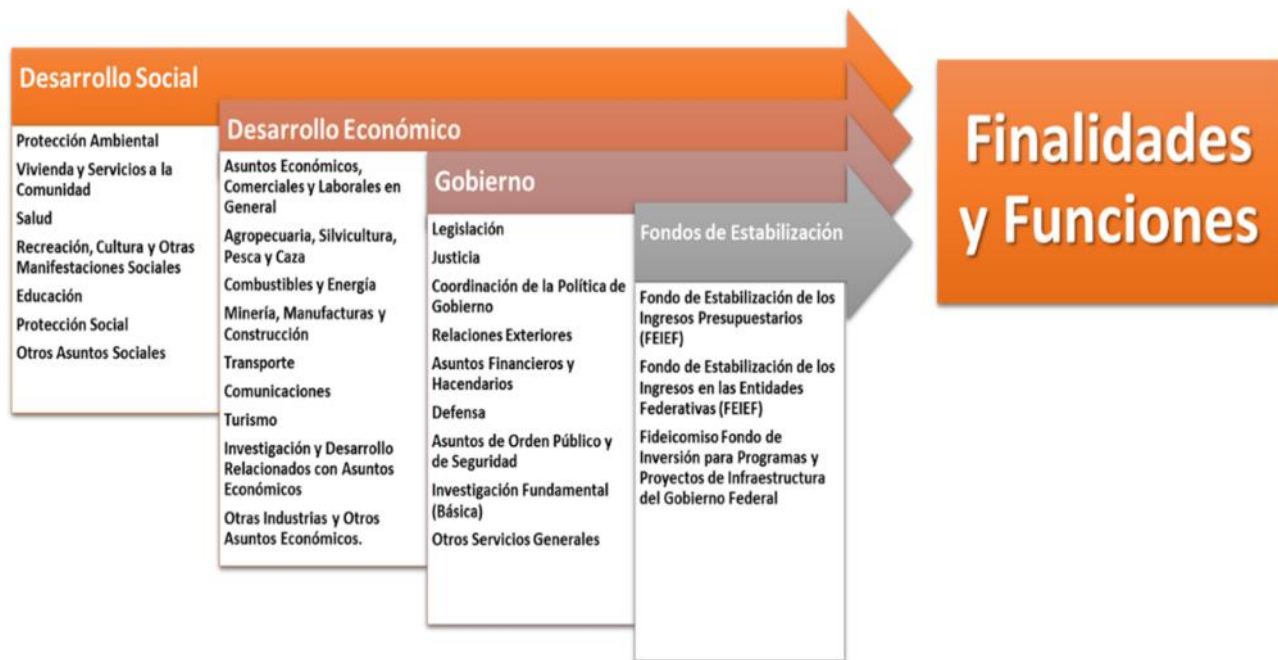 Desarrollo Social
Protección Ambiental
Vivienda y Servicios a la
Comunidad
Salud
Recreación, Cultura y Otras
Manifestaciones Sociales
Educación
Protección Social
Otros Asuntos Sociales
Desarrollo Económico
Asuntos Económicos,
Comerciales y Laborales en
General
Agropecuaria, Silvicultura,
Pesca y Caza
Combustibles y Energía
Minería, Manufacturas y
Construcción
Transporte
Comunicaciones
Turismo
Investigación y Desarrollo
Relacionados con Asuntos
Económicos
Otras Industrias y Otros
Asuntos Económicos.
Gobierno
Legislación
Justicia
Coordinación de la Política de
Gobierno
Relaciones Exteriores
Asuntos Financieros y
Hacendarios
Defensa
Asuntos de Orden Público y
de Seguridad
Investigación Fundamental
(Básica)
Otros Servicios Generales
Fondos de Estabilización
Fondo de Estabilización de los
Ingresos Presupuestarios
(FEIEF)
Fondo de Estabilización de los
Ingresos en las Entidades
Federativas (FEIEF)
Fideicomiso Fondo de
Inversión para Programas y
Proyectos de Infraestructura
del Gobierno Federal
Finalidades
y Funciones